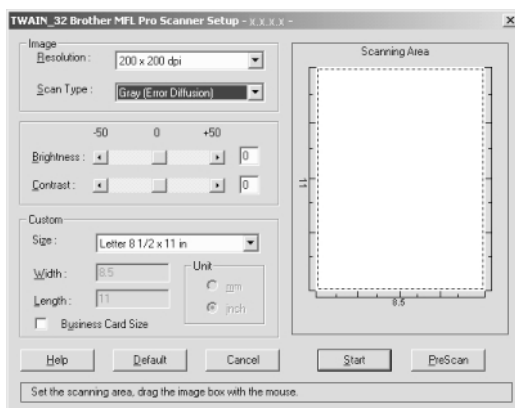 TWAIN_32 Brother MFL Pro Scanner Setup - x.x.x.x -
Image
Resolution : 200 x 200 dpi
Scan Type : Gray (Error Diffusion)
-50 0 +50
Brightness : 0
Contrast : 0
Custom
Size : Letter 8 1/2 x 11 in
Width : 8.5
Length : 11
Unit
mm
inch
Business Card Size
Scanning Area
11
8.5
Help Default Cancel Start PreScan
Set the scanning area, drag the image box with the mouse.